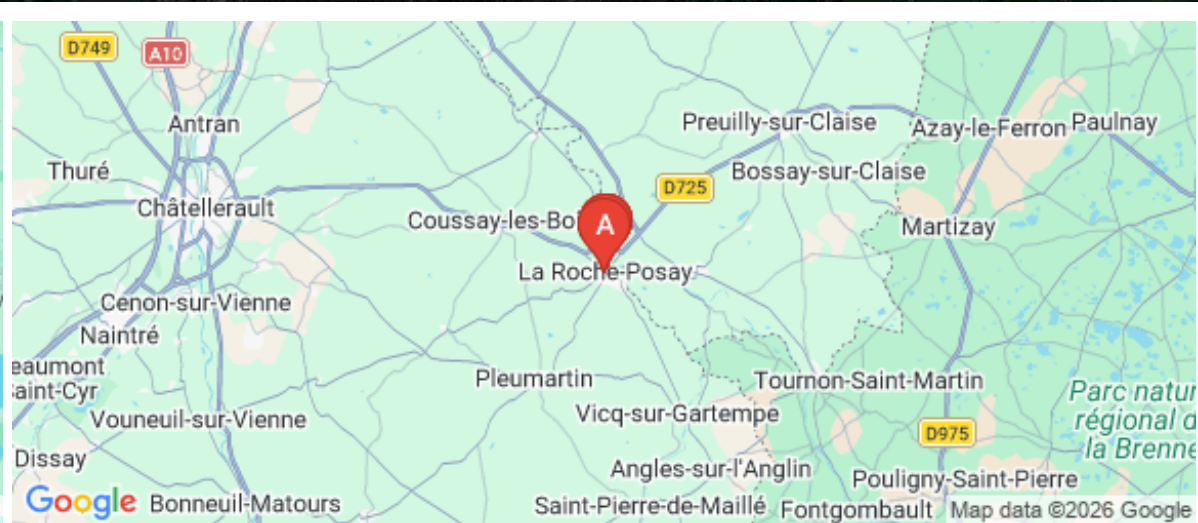 D749
A10
Antran
Preuilly-sur-Claise
Azay-le-Ferron
Paulnay
Thuré
Bossay-sur-Claise
D725
Châtellerault
Coussay-les-Boi
A
Martizay
La Roche-Posay
Cenon-sur-Vienne
Naintré
eaumont
aint-Cyr
Pleumartin
Tournon-Saint-Martin
Parc natur
régional d
la Brenne
Vouneuil-sur-Vienne
Vicq-sur-Gartempe
D975
Dissay
Angles-sur-l'Anglin
Pouligny-Saint-Pierre
Google
Bonneuil-Matours
Saint-Pierre-de-Maillé
Fontgombault
Map data ©2026 Google